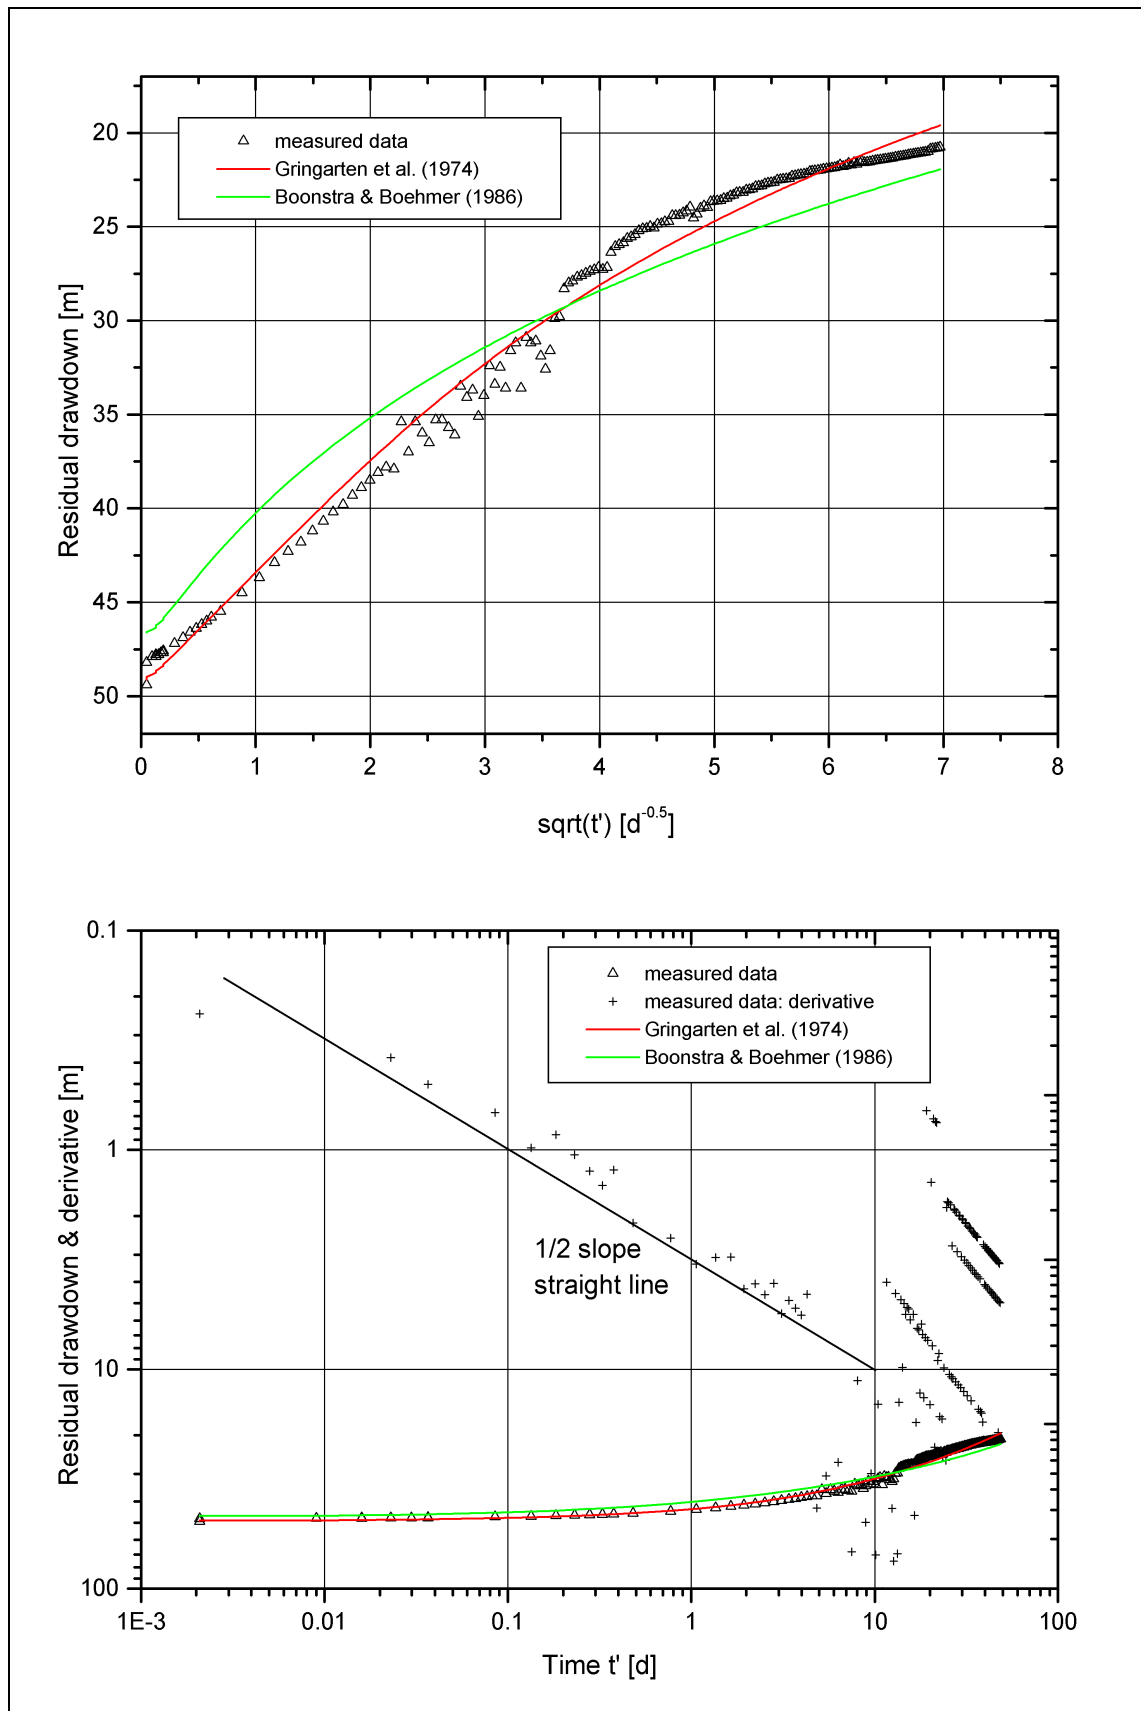 measured data
Gringarten et al. (1974)
Boonstra & Boehmer (1986)
Residual drawdown [m]
20
25
30
35
40
45
50
0 1 2 3 4 5 6 7 8
sqrt(t') [d^-0.5]
measured data
measured data: derivative
Gringarten et al. (1974)
Boonstra & Boehmer (1986)
1/2 slope
straight line
Residual drawdown & derivative [m]
0.1
1
10
100
1E-3 0.01 0.1 1 10 100
Time t' [d]